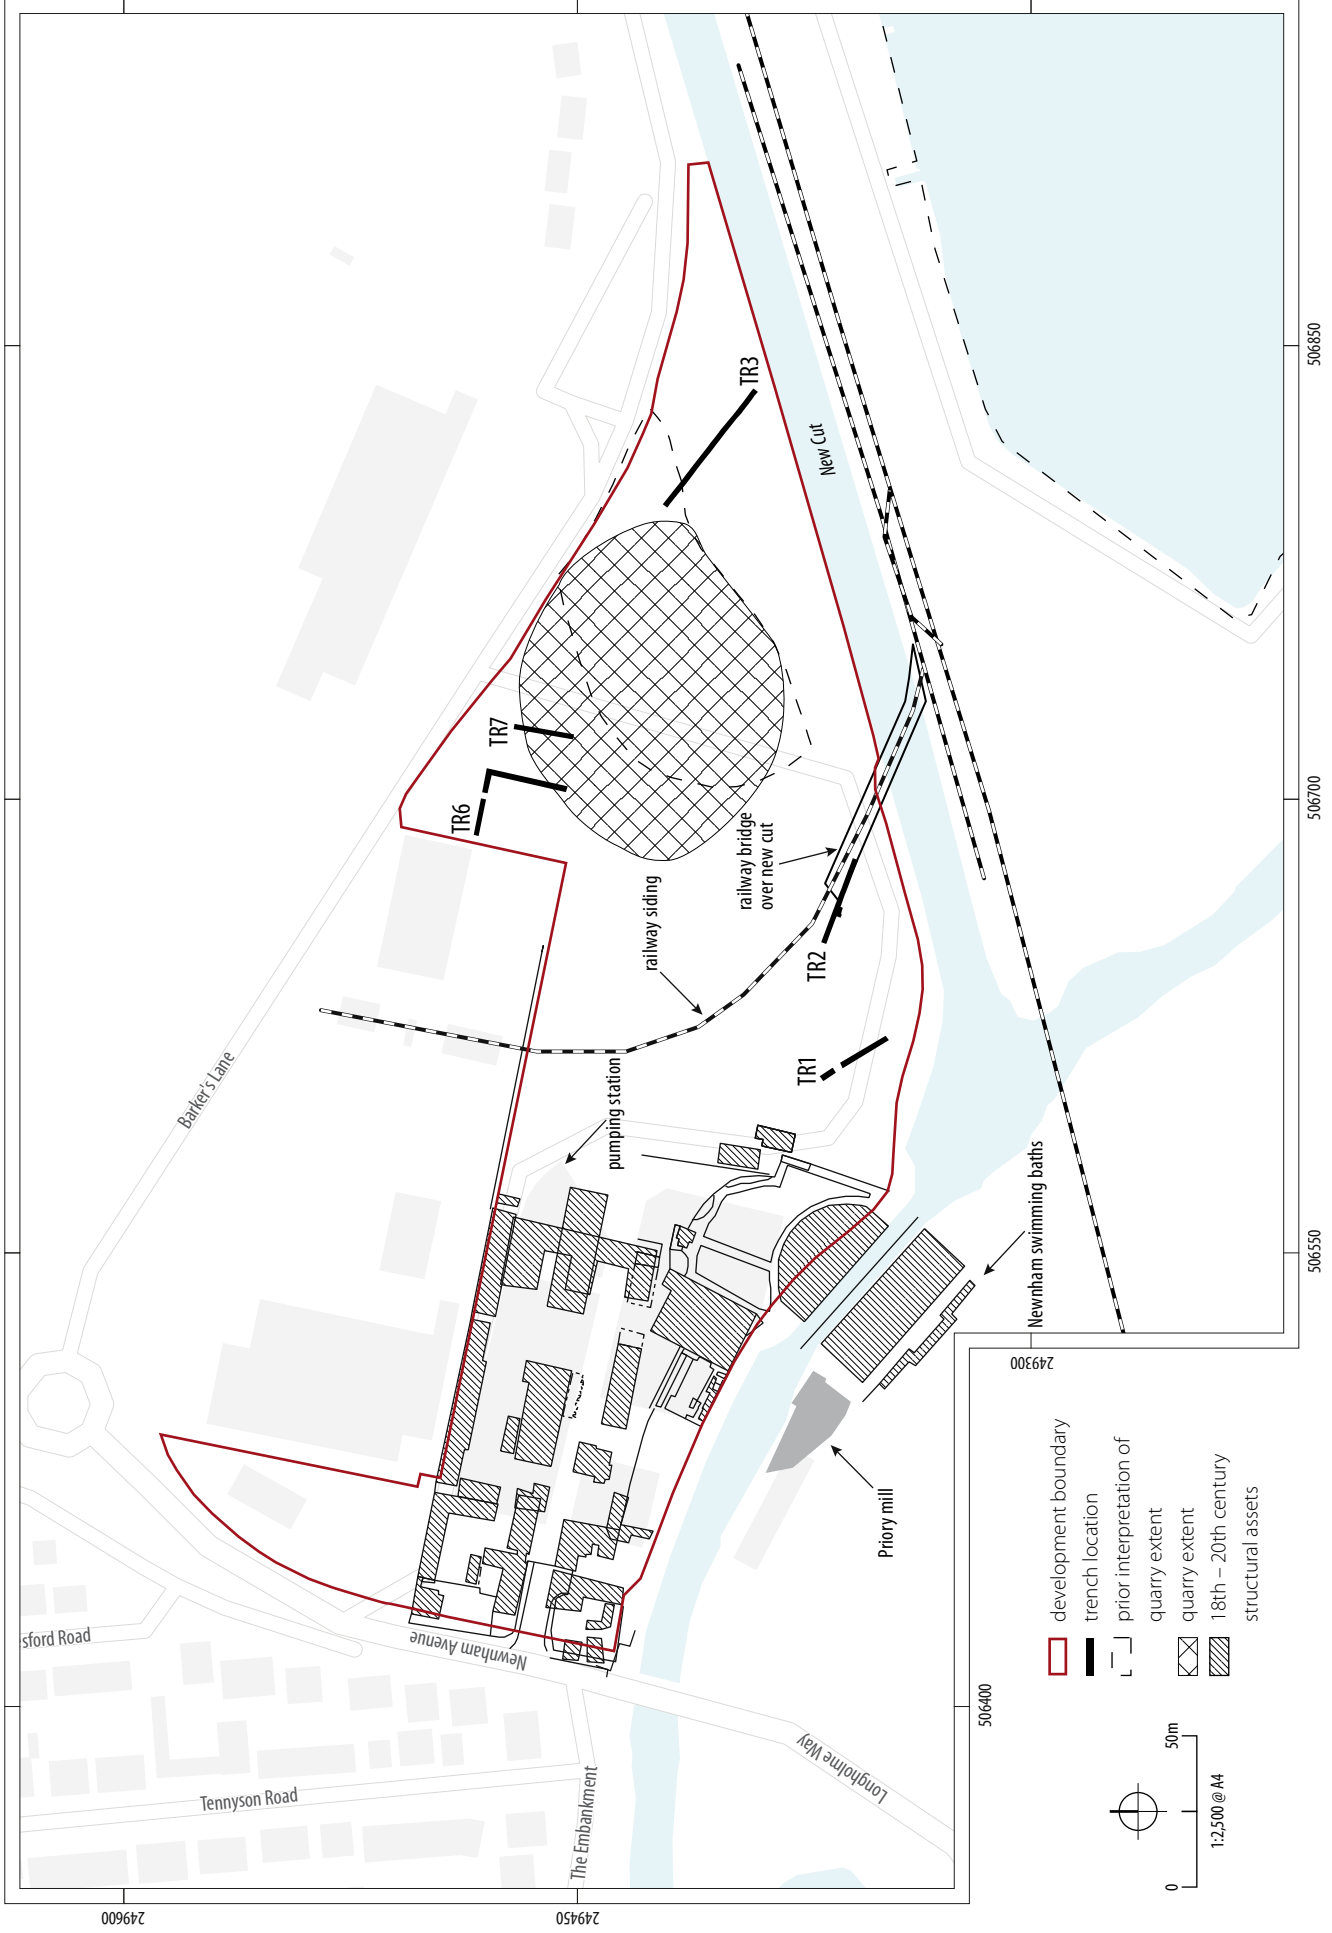 sford Road
Tennyson Road
The Embankment
Longholme Way
Newnham Avenue
Barker's Lane
TR6
TR7
TR3
TR2
TR1
New Cut
railway siding
railway bridge
over new cut
pumping station
Newnham swimming baths
Priory mill
249600
249450
249300
506400
506550
506700
506850
development boundary
trench location
prior interpretation of
quarry extent
quarry extent
18th – 20th century
structural assets
0
50m
1:2,500 @ A4